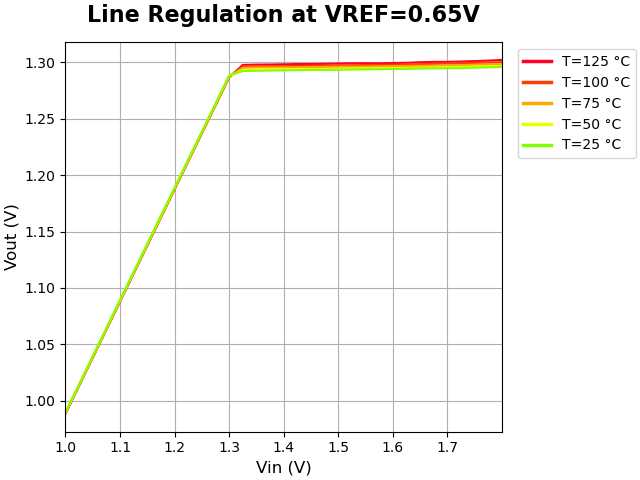 Line Regulation at VREF=0.65V
Vout (V)
1.30
1.25
1.20
1.15
1.10
1.05
1.00
1.0 1.1 1.2 1.3 1.4 1.5 1.6 1.7
Vin (V)
T=125 °C
T=100 °C
T=75 °C
T=50 °C
T=25 °C